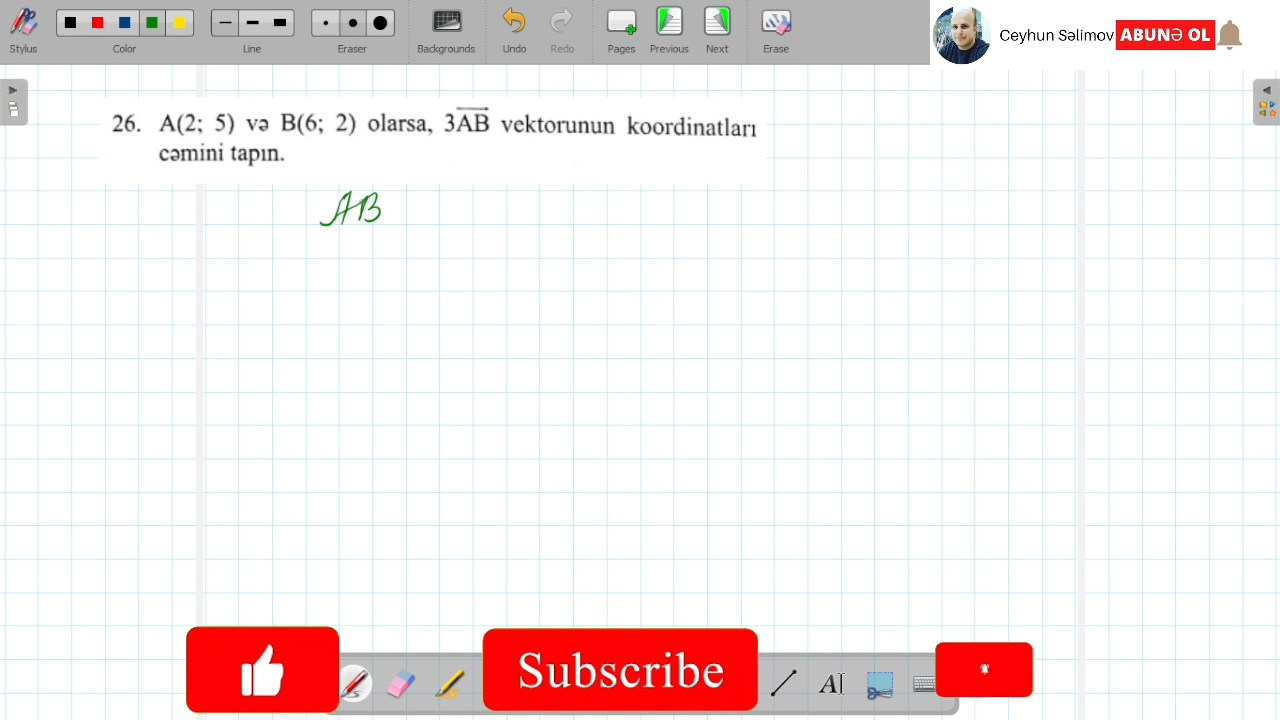 Stylus
Color
Line
Eraser
Backgrounds
Undo
Redo
Pages
Previous
Next
Erase
Ceyhun Səlimov
ABUNƏ OL
26. A(2; 5) və B(6; 2) olarsa, 3AB vektorunun koordinatları
cəmini tapın.
AB
Subscribe
A